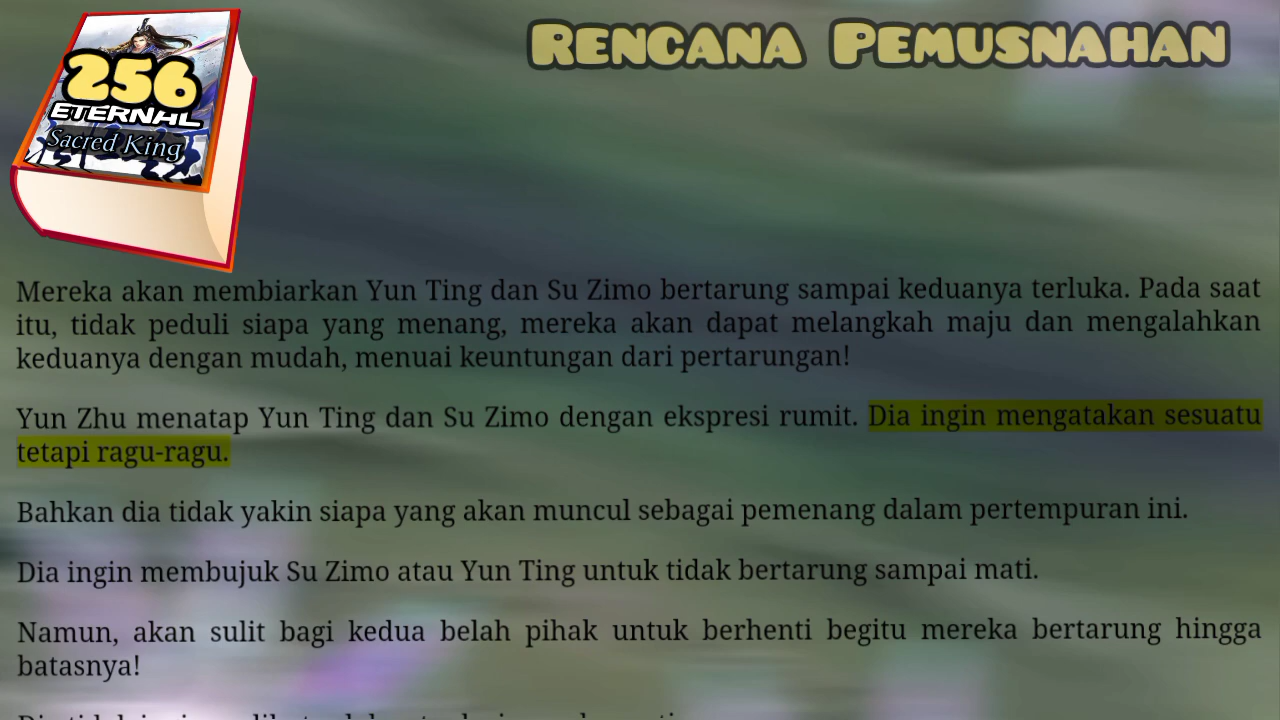 RENCANA PEMUSNAHAN
256
ETERNAL
Sacred King
Mereka akan membiarkan Yun Ting dan Su Zimo bertarung sampai keduanya terluka. Pada saat
itu, tidak peduli siapa yang menang, mereka akan dapat melangkah maju dan mengalahkan
keduanya dengan mudah, menuai keuntungan dari pertarungan!
Yun Zhu menatap Yun Ting dan Su Zimo dengan ekspresi rumit. Dia ingin mengatakan sesuatu
tetapi ragu-ragu.
Bahkan dia tidak yakin siapa yang akan muncul sebagai pemenang dalam pertempuran ini.
Dia ingin membujuk Su Zimo atau Yun Ting untuk tidak bertarung sampai mati.
Namun, akan sulit bagi kedua belah pihak untuk berhenti begitu mereka bertarung hingga
batasnya!